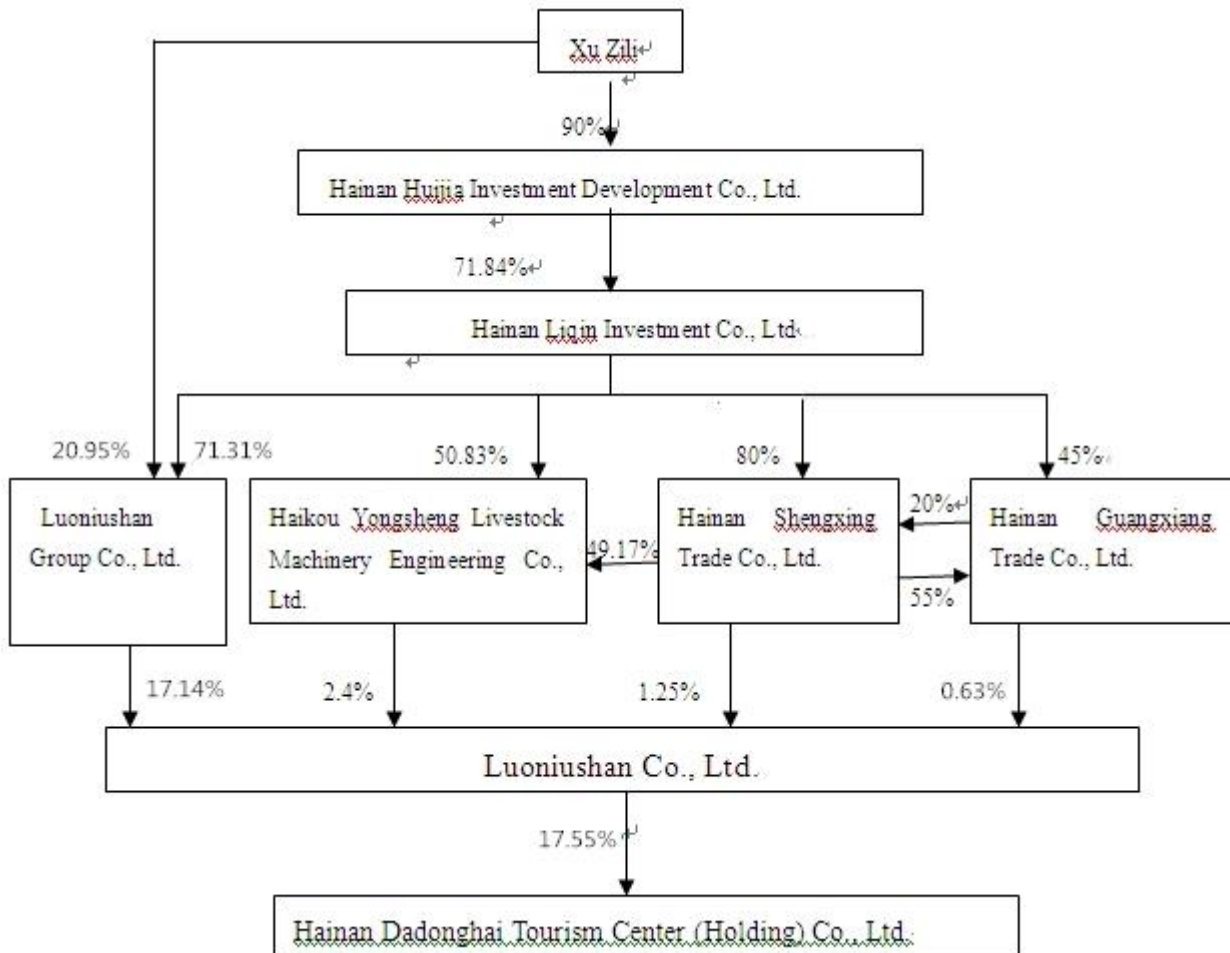 Xu Zili
90%
Hainan Huijia Investment Development Co., Ltd.
71.84%
Hainan Liqin Investment Co., Ltd
20.95%
71.31%
50.83%
80%
45%
Luoniushan
Group Co., Ltd.
Haikou Yongsheng Livestock
Machinery Engineering Co.,
Ltd.
49.17%
Hainan Shengxing
Trade Co., Ltd.
20%
55%
Hainan Guangxiang
Trade Co., Ltd.
17.14%
2.4%
1.25%
0.63%
Luoniushan Co., Ltd.
17.55%
Hainan Dadonghai Tourism Center (Holding) Co., Ltd.